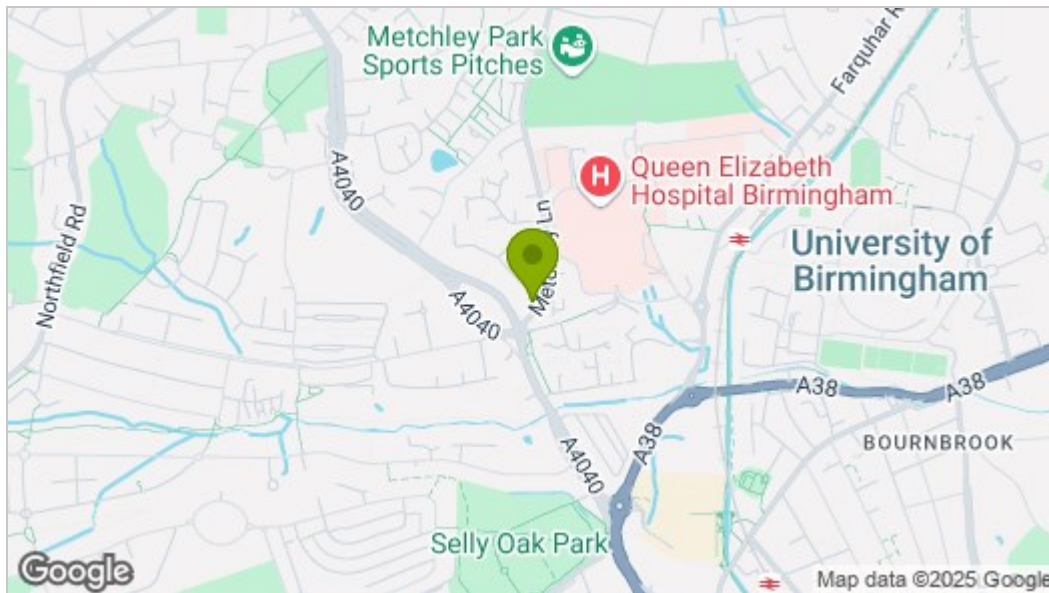 Metchley Park
Sports Pitches
Farquhar R
A4040
H
Queen Elizabeth
Hospital Birmingham
Northfield Rd
University of
Birmingham
A4040
A38
A38
A38
BOURNBROOK
A4040
Selly Oak Park
Google
Map data ©2025 Google